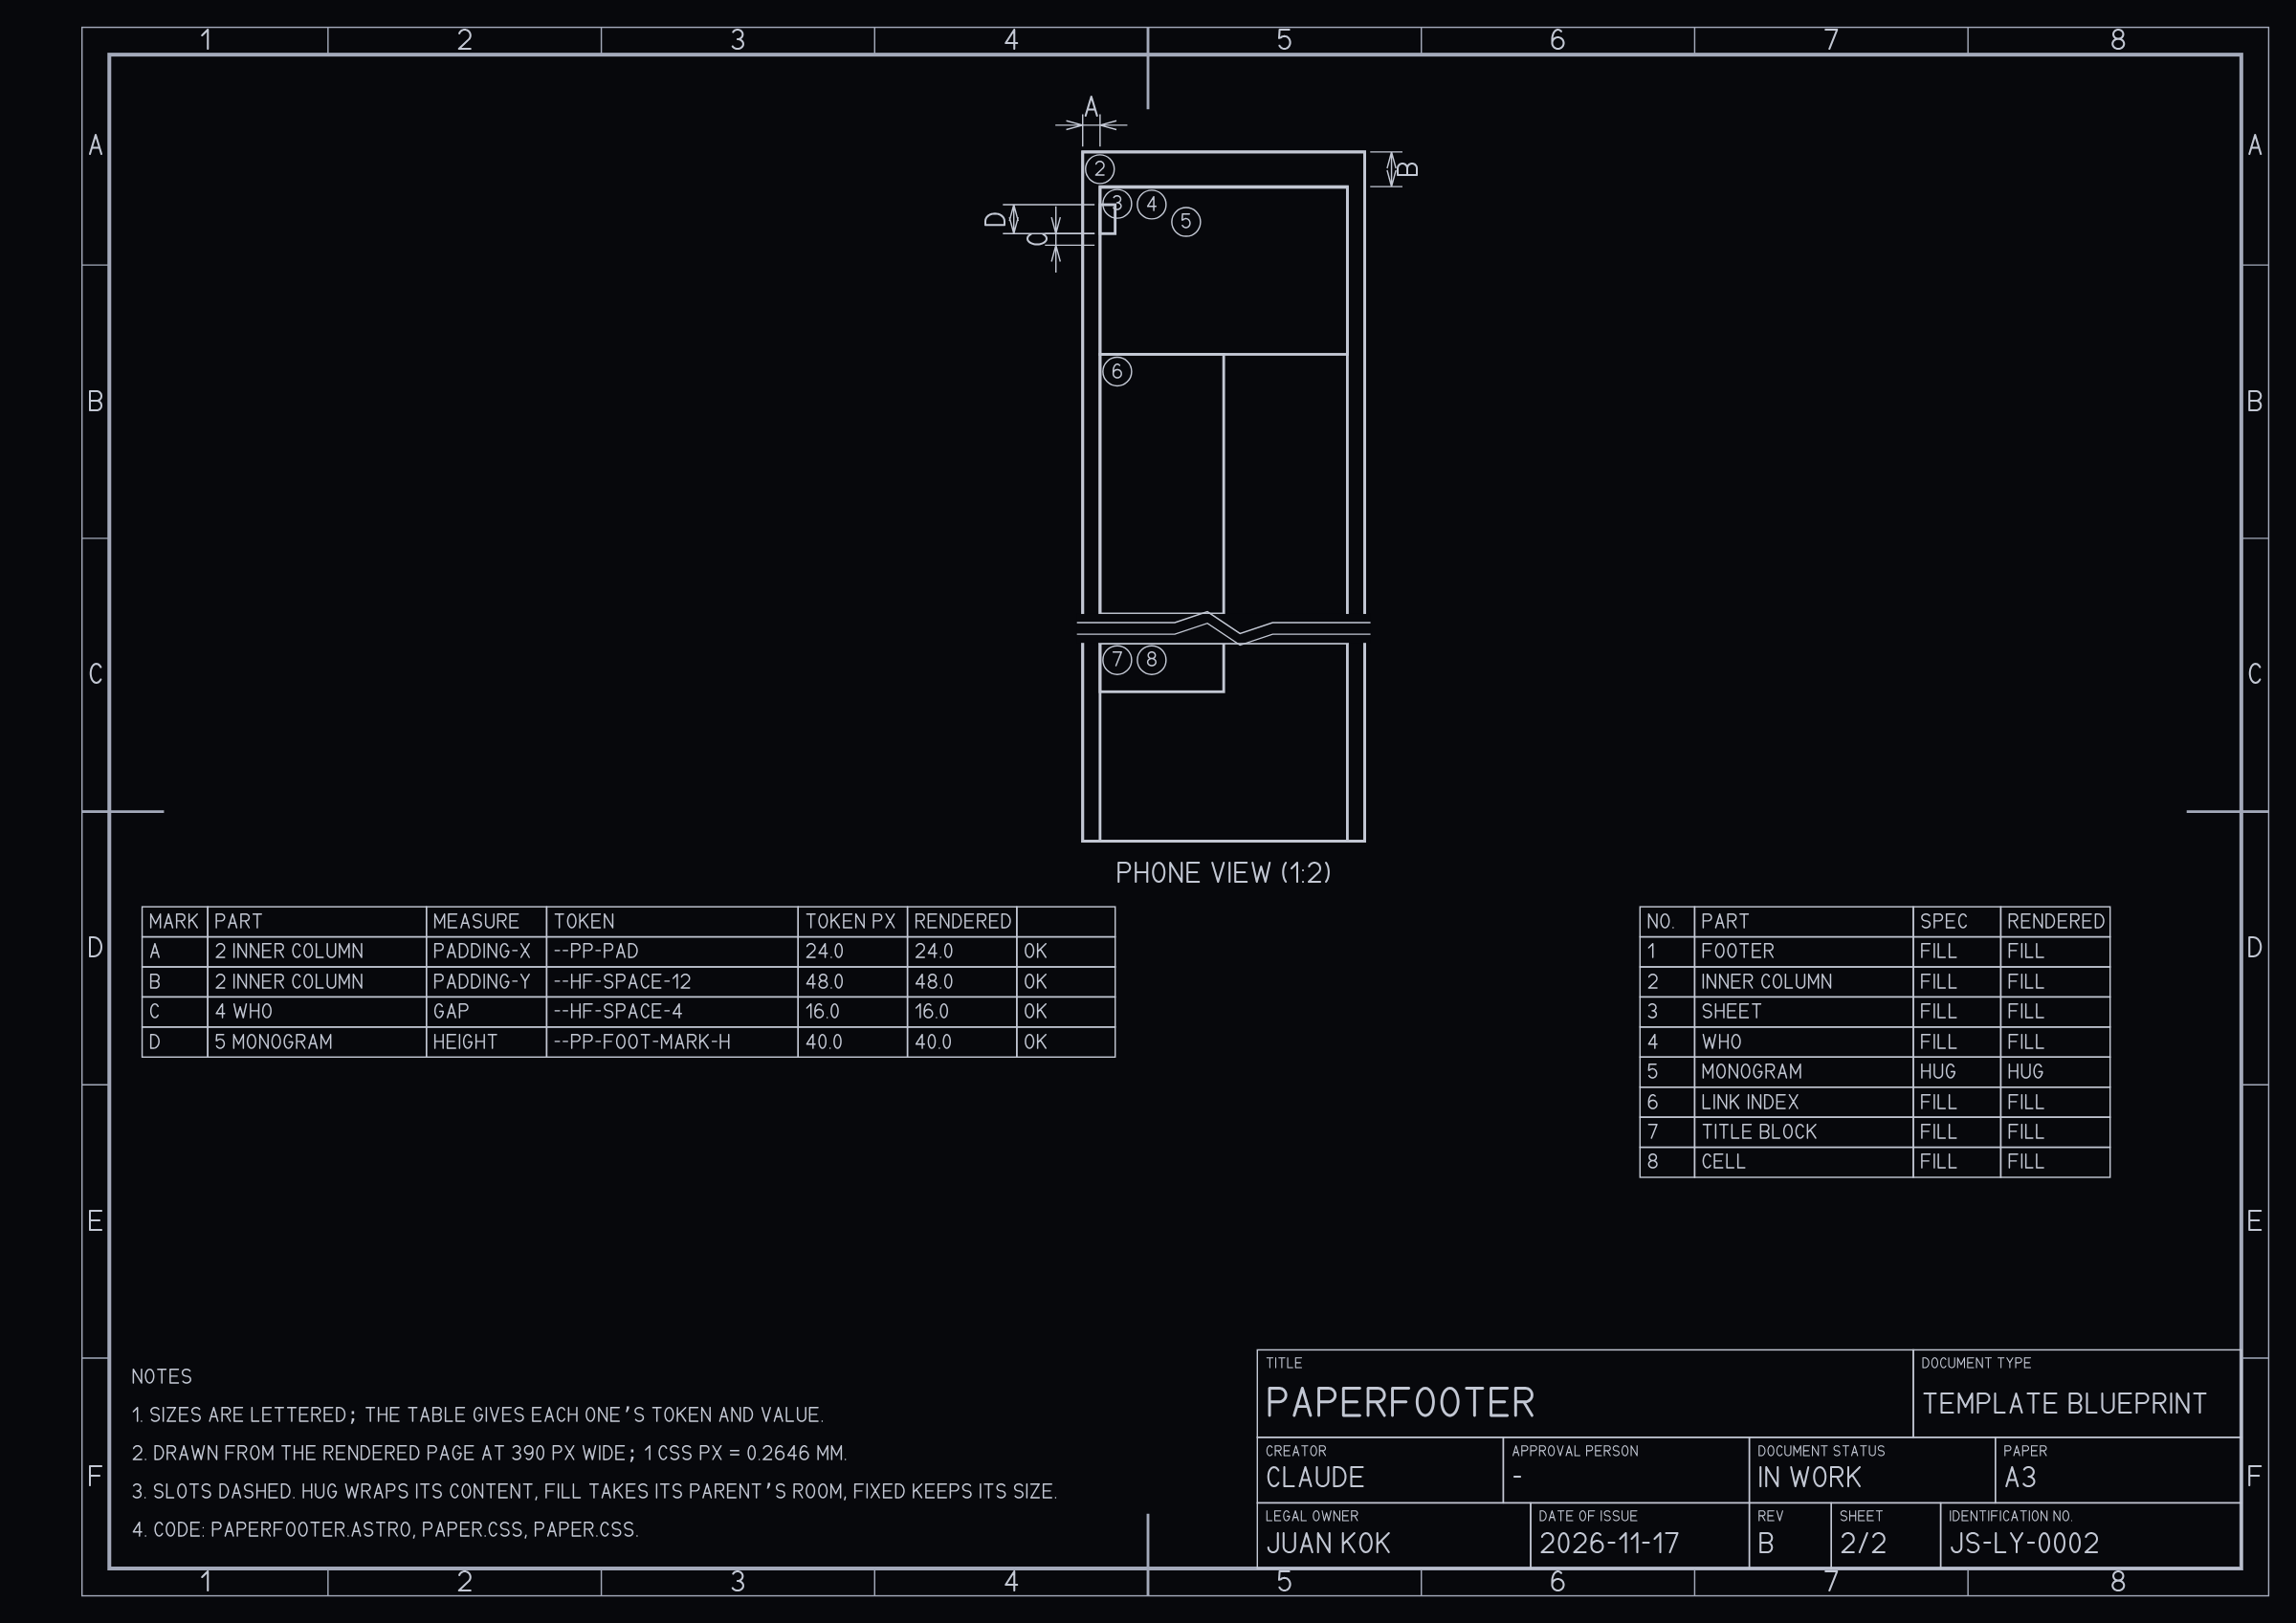 1 2 3 4 5 6 7 8
A
A
A
B
2
3 4
5
D
C
6
B
B
7 8
C
C
PHONE VIEW (1:2)
MARK PART MEASURE TOKEN TOKEN PX RENDERED
A 2 INNER COLUMN PADDING-X --PP-PAD 24.0 24.0 OK
B 2 INNER COLUMN PADDING-Y --HF-SPACE-12 48.0 48.0 OK
C 4 WHO GAP --HF-SPACE-4 16.0 16.0 OK
D 5 MONOGRAM HEIGHT --PP-FOOT-MARK-H 40.0 40.0 OK
NO. PART SPEC RENDERED
1 FOOTER FILL FILL
2 INNER COLUMN FILL FILL
3 SHEET FILL FILL
4 WHO FILL FILL
5 MONOGRAM HUG HUG
6 LINK INDEX FILL FILL
7 TITLE BLOCK FILL FILL
8 CELL FILL FILL
D
D
E
E
NOTES
1. SIZES ARE LETTERED; THE TABLE GIVES EACH ONE'S TOKEN AND VALUE.
2. DRAWN FROM THE RENDERED PAGE AT 390 PX WIDE; 1 CSS PX = 0.2646 MM.
3. SLOTS DASHED. HUG WRAPS ITS CONTENT, FILL TAKES ITS PARENT'S ROOM, FIXED KEEPS ITS SIZE.
4. CODE: PAPERFOOTER.ASTRO, PAPER.CSS, PAPER.CSS.
TITLE
PAPERFOOTER
DOCUMENT TYPE
TEMPLATE BLUEPRINT
CREATOR
CLAUDE
APPROVAL PERSON
-
DOCUMENT STATUS
IN WORK
PAPER
A3
LEGAL OWNER
JUAN KOK
DATE OF ISSUE
2026-11-17
REV
B
SHEET
2/2
IDENTIFICATION NO.
JS-LY-0002
F
F
1 2 3 4 5 6 7 8